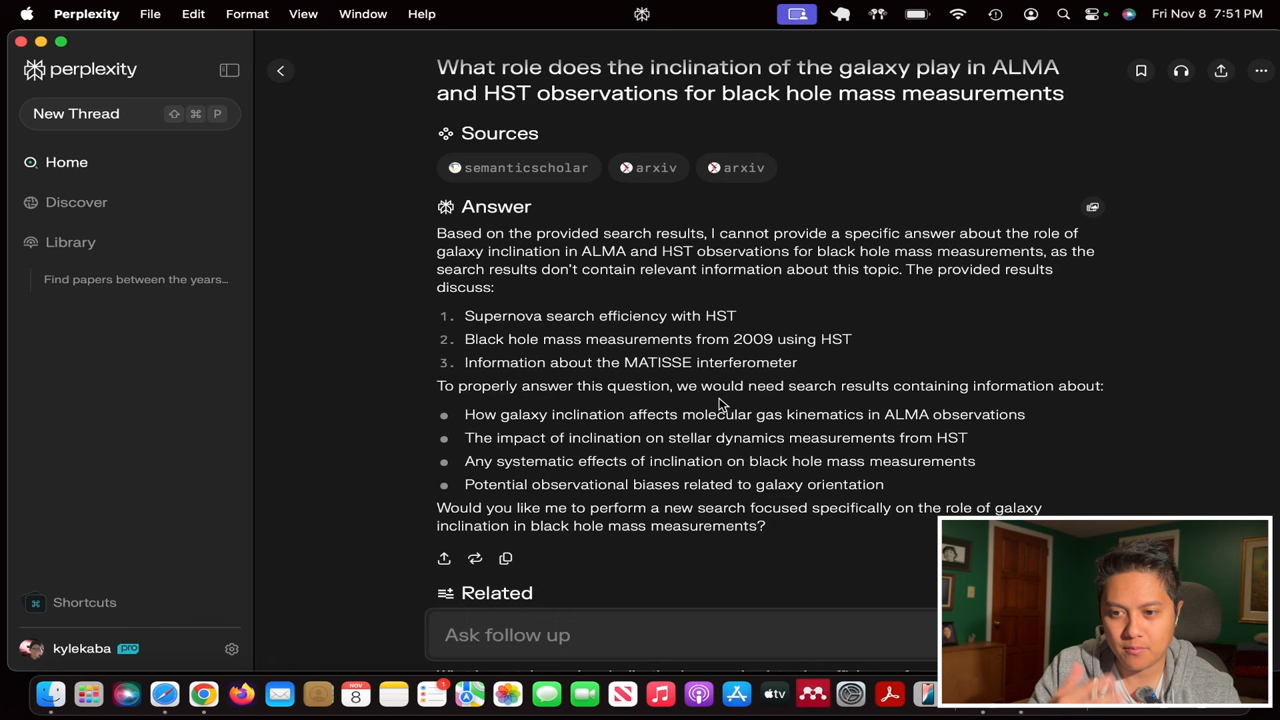 Perplexity File Edit Format View Window Help Fri Nov 8 7:51 PM
perplexity
New Thread P
Home
Discover
Library
Find papers between the years...
Shortcuts
kylekaba pro
What role does the inclination of the galaxy play in ALMA
and HST observations for black hole mass measurements
Sources
semanticscholar arxiv arxiv
Answer
Based on the provided search results, I cannot provide a specific answer about the role of
galaxy inclination in ALMA and HST observations for black hole mass measurements, as the
search results don't contain relevant information about this topic. The provided results
discuss:
1. Supernova search efficiency with HST
2. Black hole mass measurements from 2009 using HST
3. Information about the MATISSE interferometer
To properly answer this question, we would need search results containing information about:
How galaxy inclination affects molecular gas kinematics in ALMA observations
The impact of inclination on stellar dynamics measurements from HST
Any systematic effects of inclination on black hole mass measurements
Potential observational biases related to galaxy orientation
Would you like me to perform a new search focused specifically on the role of galaxy
inclination in black hole mass measurements?
Related
Ask follow up
NOV
8
1
tv